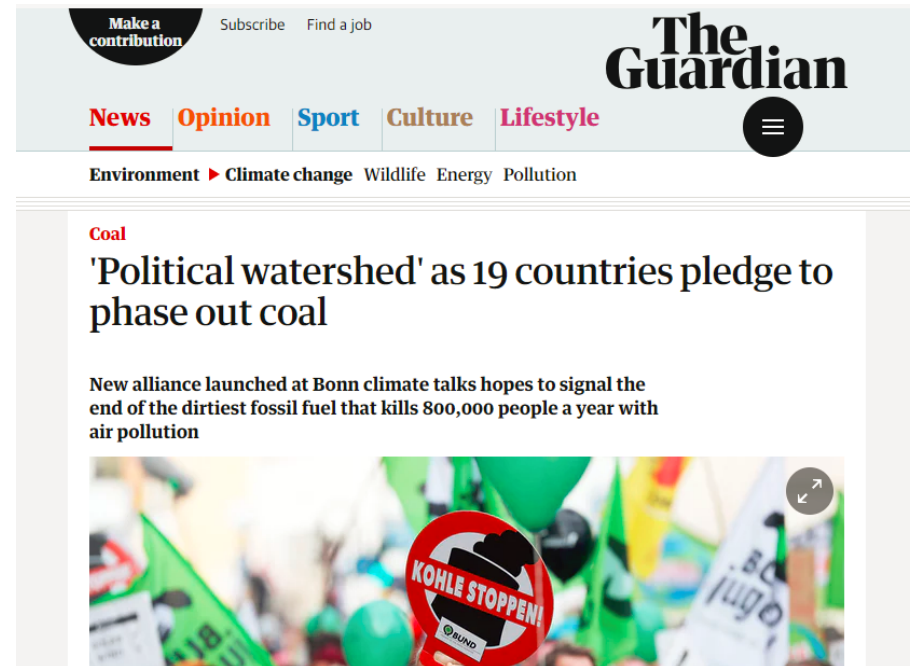 Make a
contribution
Subscribe Find a job
The
Guardian
News Opinion Sport Culture Lifestyle
Environment Climate change Wildlife Energy Pollution
Coal
'Political watershed' as 19 countries pledge to
phase out coal
New alliance launched at Bonn climate talks hopes to signal the
end of the dirtiest fossil fuel that kills 800,000 people a year with
air pollution
KOHLE STOPPEN!
BUND